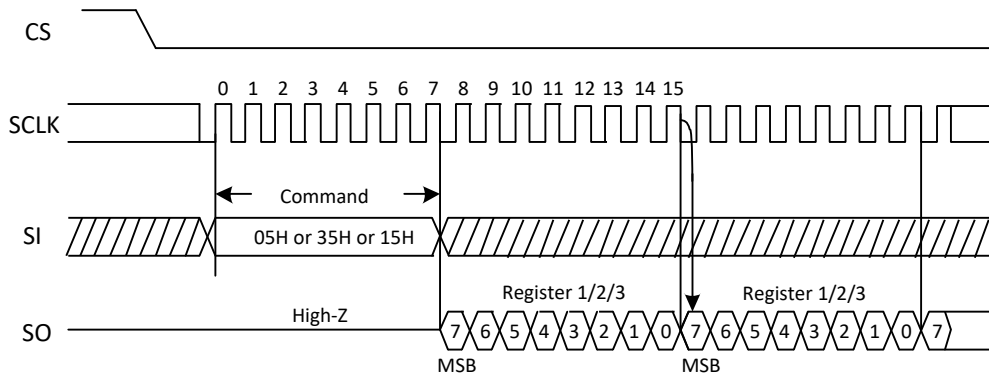 CS
0 1 2 3 4 5 6 7 8 9 10 11 12 13 14 15
SCLK
Command
SI
05H or 35H or 15H
Register 1/2/3 Register 1/2/3
High-Z
SO
7 6 5 4 3 2 1 0 7 6 5 4 3 2 1 0 7
MSB MSB